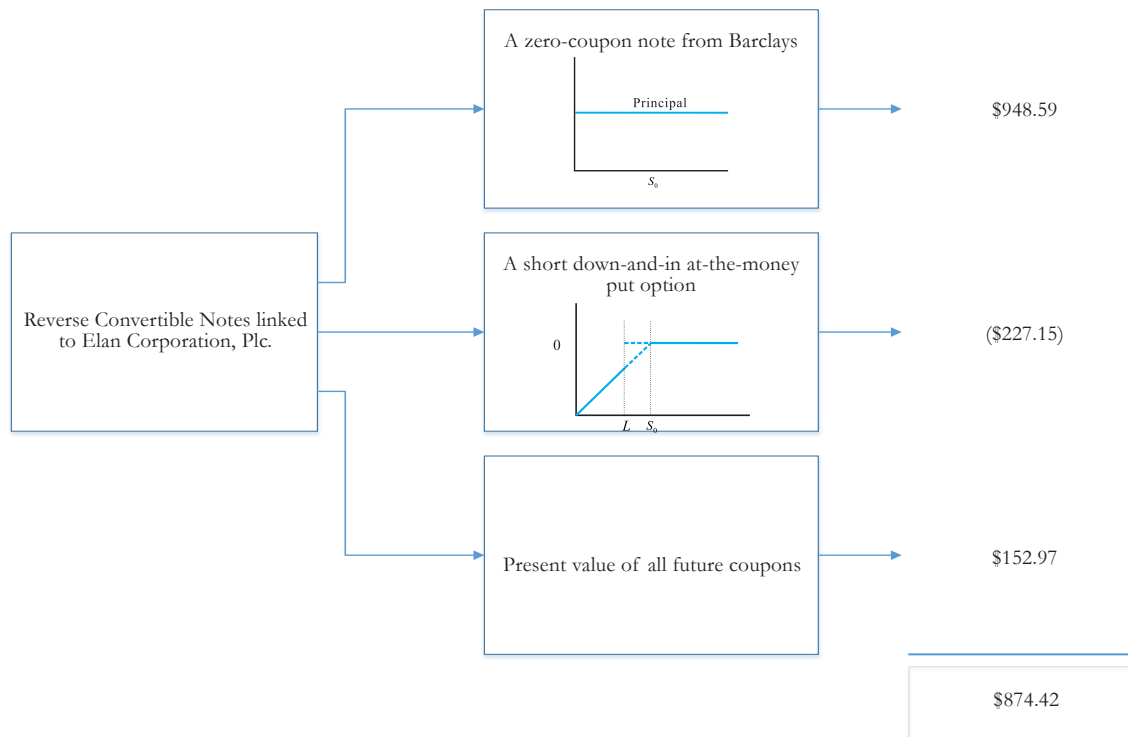 A zero-coupon note from Barclays
Principal
S₀
$948.59
Reverse Convertible Notes linked
to Elan Corporation, Plc.
A short down-and-in at-the-money
put option
0
L S₀
($227.15)
Present value of all future coupons
$152.97
$874.42